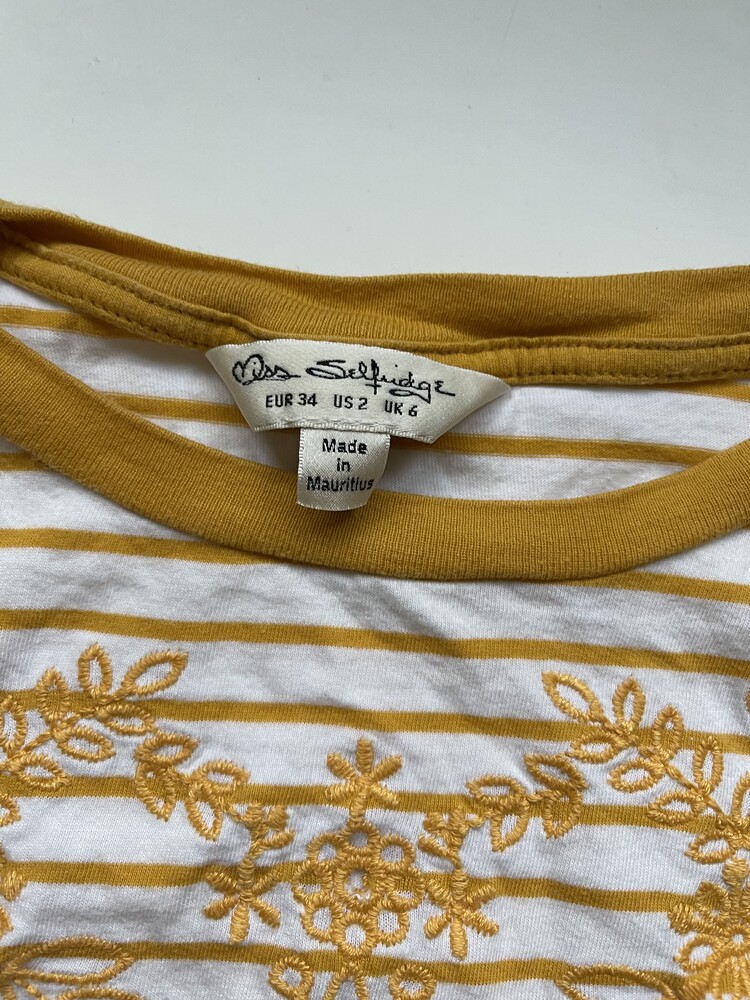 Miss Selfridge
EUR 34 US 2 UK 6
Made
in
Mauritius